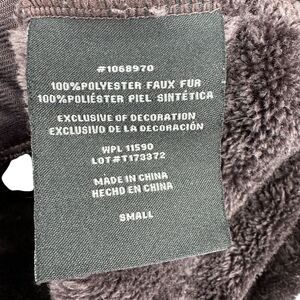 #1068970
100%POLYESTER FAUX FUR
100%POLIÉSTER PIEL SINTÉTICA
EXCLUSIVE OF DECORATION
EXCLUSIVO DE LA DECORACIÓN
WPL 11590
LOT#T173372
MADE IN CHINA
HECHO EN CHINA
SMALL